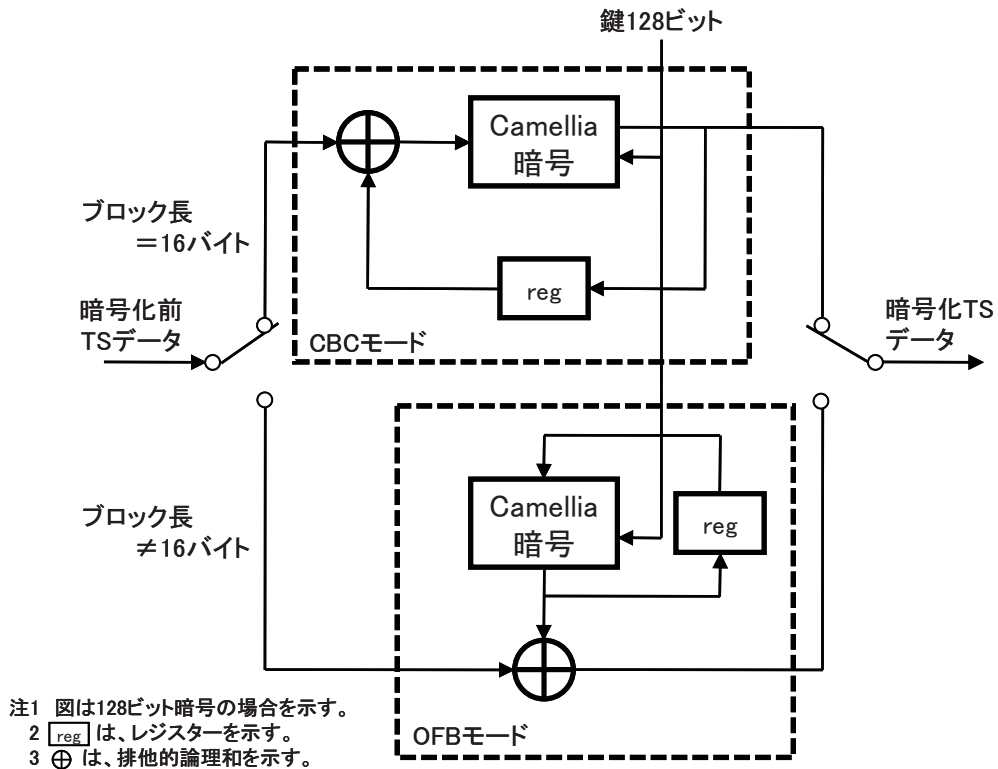 鍵128ビット
Camellia
暗号
ブロック長
＝16バイト
reg
暗号化前
TSデータ
暗号化TS
データ
CBCモード
Camellia
暗号
reg
ブロック長
≠16バイト
OFBモード
注1 図は128ビット暗号の場合を示す。
2 reg は、レジスターを示す。
3 ⊕ は、排他的論理和を示す。